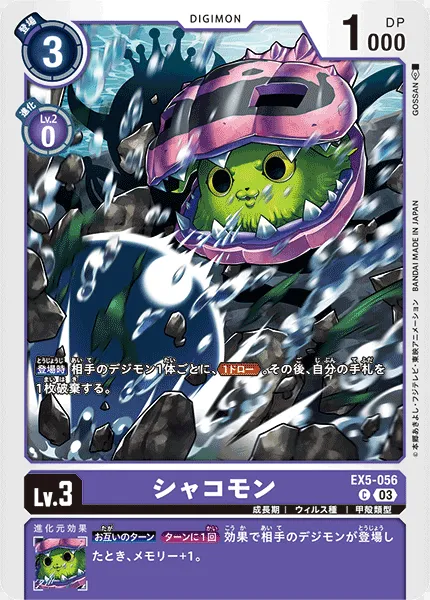 DIGIMON
登場
3
1000
DP
進化
Lv.2
0
GOSSAN
©本郷あきよし・フジテレビ・東映アニメーション BANDAI MADE IN JAPAN
登場時 相手のデジモン1体ごとに、1ドロー。その後、自分の手札を
1枚破棄する。
EX5-056
Lv.3
シャコモン
C 03
成長期 | ウィルス種 | 甲殻類型
進化元効果
お互いのターン ターンに1回 効果で相手のデジモンが登場し
たとき、メモリー+1。